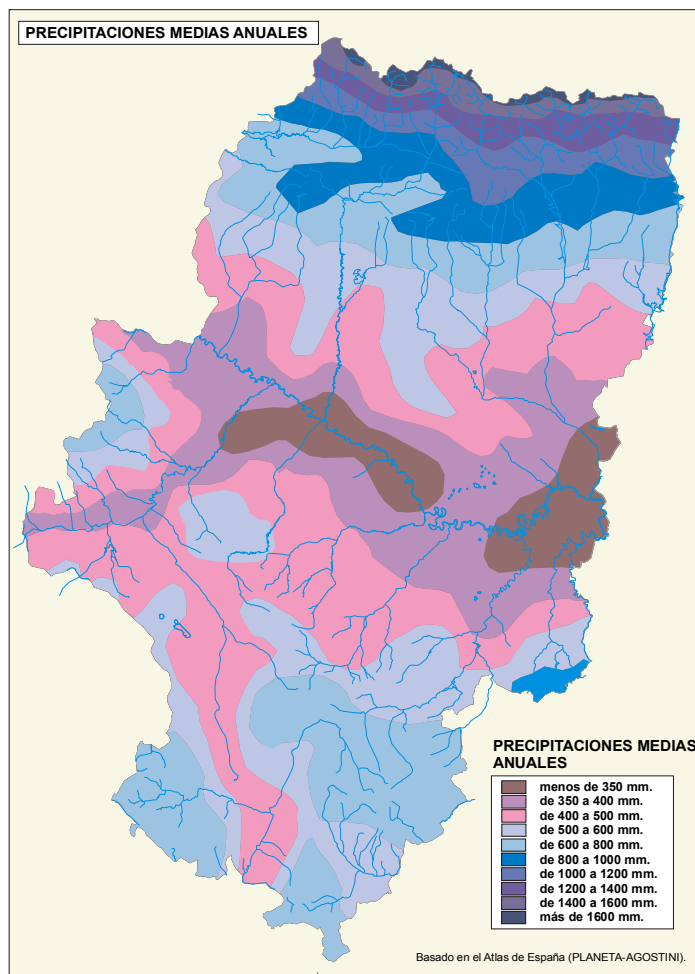 PRECIPITACIONES MEDIAS ANUALES
PRECIPITACIONES MEDIAS
ANUALES
menos de 350 mm.
de 350 a 400 mm.
de 400 a 500 mm.
de 500 a 600 mm.
de 600 a 800 mm.
de 800 a 1000 mm.
de 1000 a 1200 mm.
de 1200 a 1400 mm.
de 1400 a 1600 mm.
más de 1600 mm.
Basado en el Atlas de España (PLANETA-AGOSTINI).